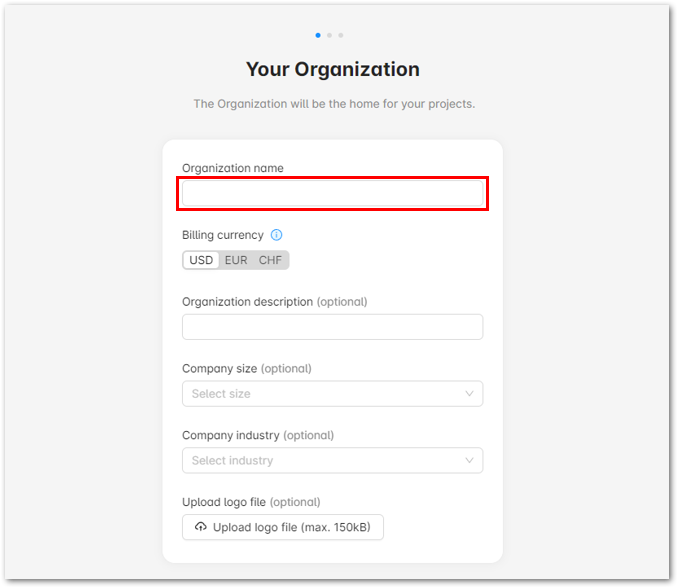 Your Organization
The Organization will be the home for your projects.
Organization name
Billing currency
USD EUR CHF
Organization description (optional)
Company size (optional)
Select size
Company industry (optional)
Select industry
Upload logo file (optional)
Upload logo file (max. 150kB)